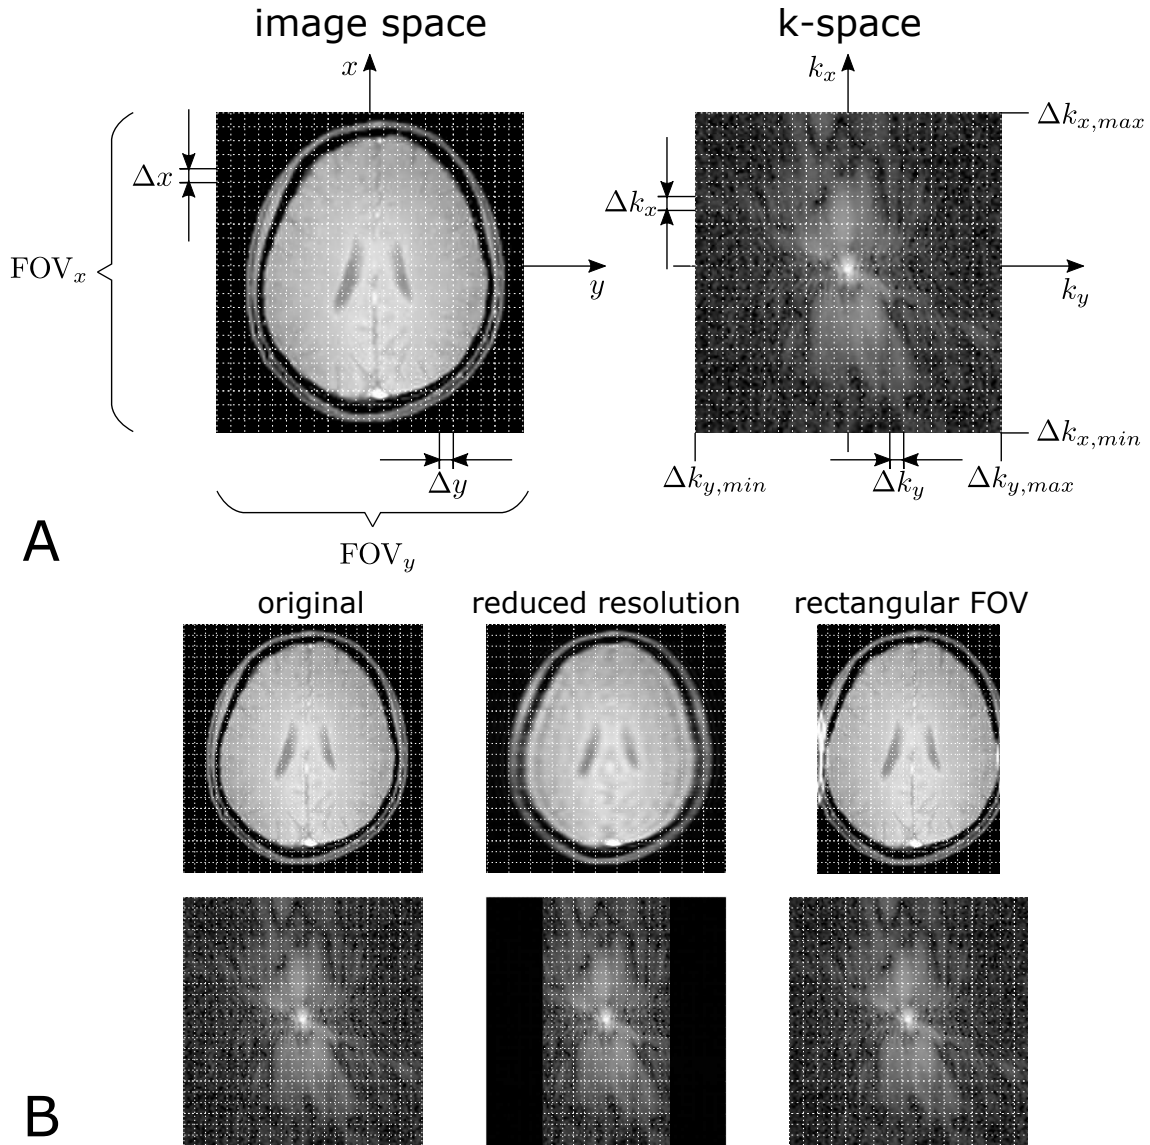 image space
k-space
x
k_x
Δk_{x,max}
Δx
Δk_x
FOV_x
y
k_y
Δk_{x,min}
Δy
Δk_{y,min}
Δk_y
Δk_{y,max}
A
FOV_y
original
reduced resolution
rectangular FOV
B